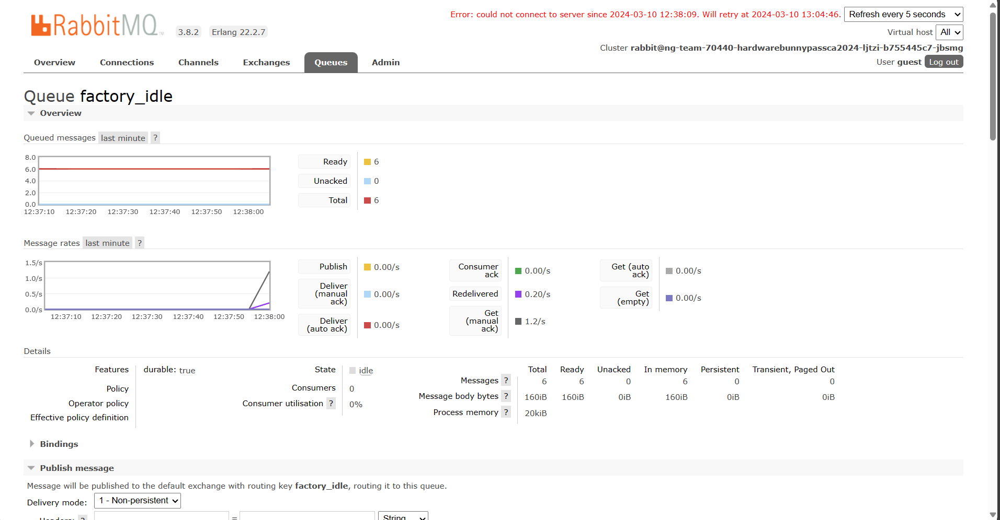 Error: could not connect to server since 2024-03-10 12:38:09. Will retry at 2024-03-10 13:04:46. Refresh every 5 seconds
RabbitMQ TM 3.8.2 Erlang 22.2.7
Virtual host All
Cluster rabbit@ng-team-70440-hardwarebunnypassca2024-ljtzi-b755445c7-jbsmg
User guest Log out
Overview Connections Channels Exchanges Queues Admin
Queue factory_idle
Overview
Queued messages last minute ?
8.0
6.0
4.0
2.0
0.0
12:37:10 12:37:20 12:37:30 12:37:40 12:37:50 12:38:00
Ready 6
Unacked 0
Total 6
Message rates last minute ?
1.5/s
1.0/s
0.5/s
0.0/s
12:37:10 12:37:20 12:37:30 12:37:40 12:37:50 12:38:00
Publish 0.00/s
Deliver
(manual 0.00/s
ack)
Deliver
(auto ack) 0.00/s
Consumer
ack 0.00/s
Redelivered 0.20/s
Get
(manual 1.2/s
ack)
Get (auto
ack) 0.00/s
Get
(empty) 0.00/s
Details
Features durable: true
Policy
Operator policy
Effective policy definition
State idle
Consumers 0
Consumer utilisation ? 0%
Total Ready Unacked In memory Persistent Transient, Paged Out
Messages ? 6 6 0 6 0 0
Message body bytes ? 160iB 160iB 0iB 160iB 0iB 0iB
Process memory ? 20kiB
Bindings
Publish message
Message will be published to the default exchange with routing key factory_idle, routing it to this queue.
Delivery mode: 1 - Non-persistent
Headers: ? = String